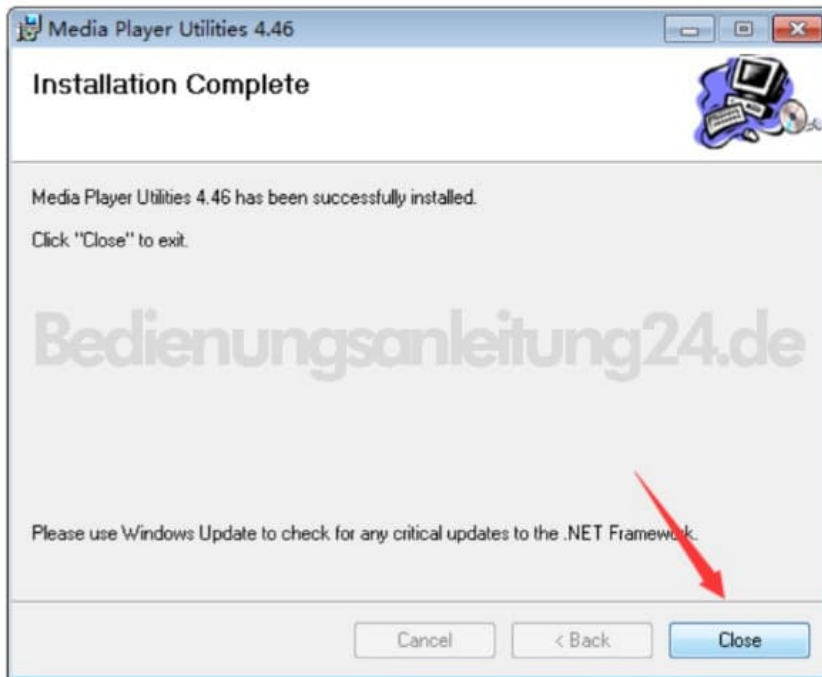 Media Player Utilities 4.46
Installation Complete
Media Player Utilities 4.46 has been successfully installed.
Click "Close" to exit.
Bedienungsanleitung24.de
Please use Windows Update to check for any critical updates to the .NET Framework.
Cancel
< Back
Close